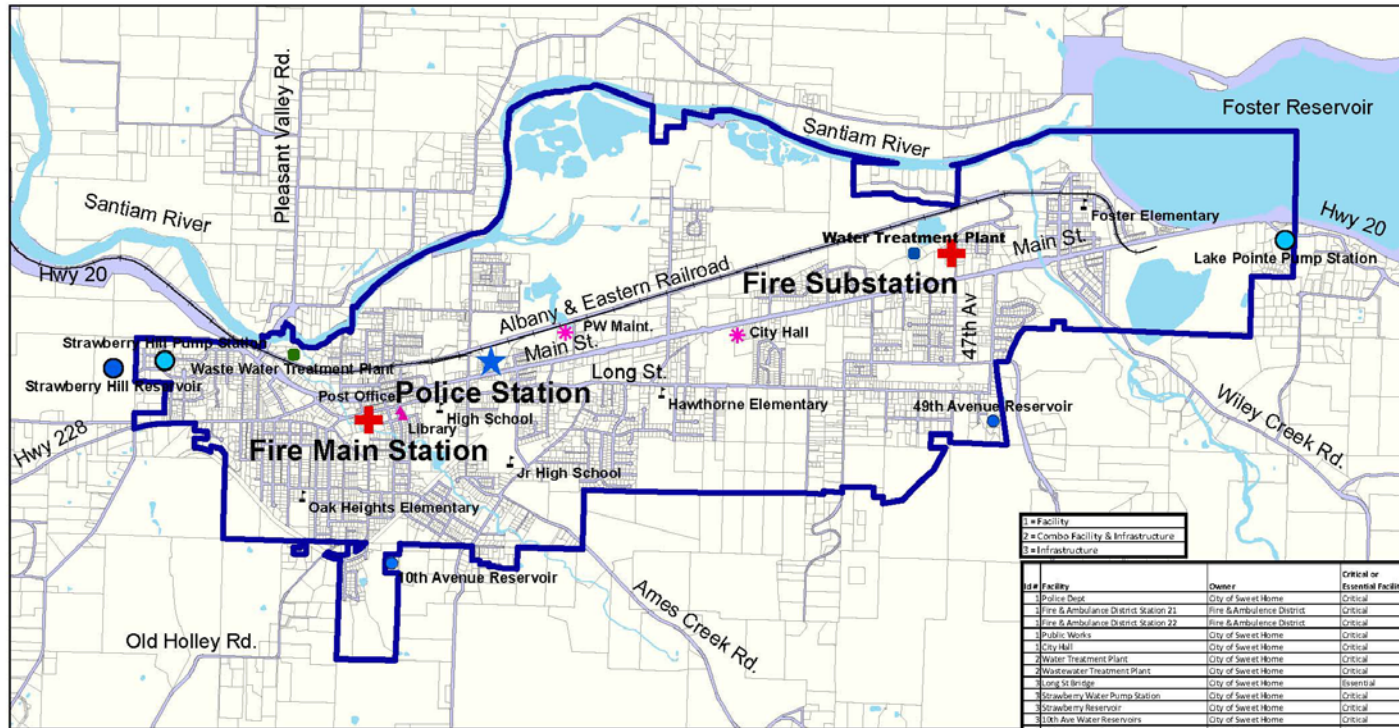 Pleasant Valley Rd.
Foster Reservoir
Santiam River
Santiam River
Hwy 20
Foster Elementary
Hwy 20
Water Treatment Plant
Main St.
Lake Pointe Pump Station
Fire Substation
Albany & Eastern Railroad
47th Av
PW Maint.
City Hall
Main St.
Strawberry Hill Pump Station
Waste Water Treatment Plant
Strawberry Hill Reservoir
Long St.
Police Station
Post Office
High School
Library
Hawthorne Elementary
49th Avenue Reservoir
Wiley Creek Rd.
Hwy 228
Fire Main Station
Jr High School
Oak Heights Elementary
10th Avenue Reservoir
Ames Creek Rd.
Old Holley Rd.
1 = Facility
2 = Combo Facility & Infrastructure
3 = Infrastructure
Id # Facility Owner Critical or Essential Facilit
1 Police Dept City of Sweet Home Critical
1 Fire & Ambulance District Station 21 Fire & Ambulence District Critical
1 Fire & Ambulance District Station 22 Fire & Ambulence District Critical
1 Public Works City of Sweet Home Critical
1 City Hall City of Sweet Home Critical
2 Water Treatment Plant City of Sweet Home Critical
2 Wastewater Treatment Plant City of Sweet Home Critical
3 Long St Bridge City of Sweet Home Essential
3 Strawberry Water Pump Station City of Sweet Home Critical
3 Strawberry Reservoir City of Sweet Home Critical
3 10th Ave Water Reservoirs City of Sweet Home Critical